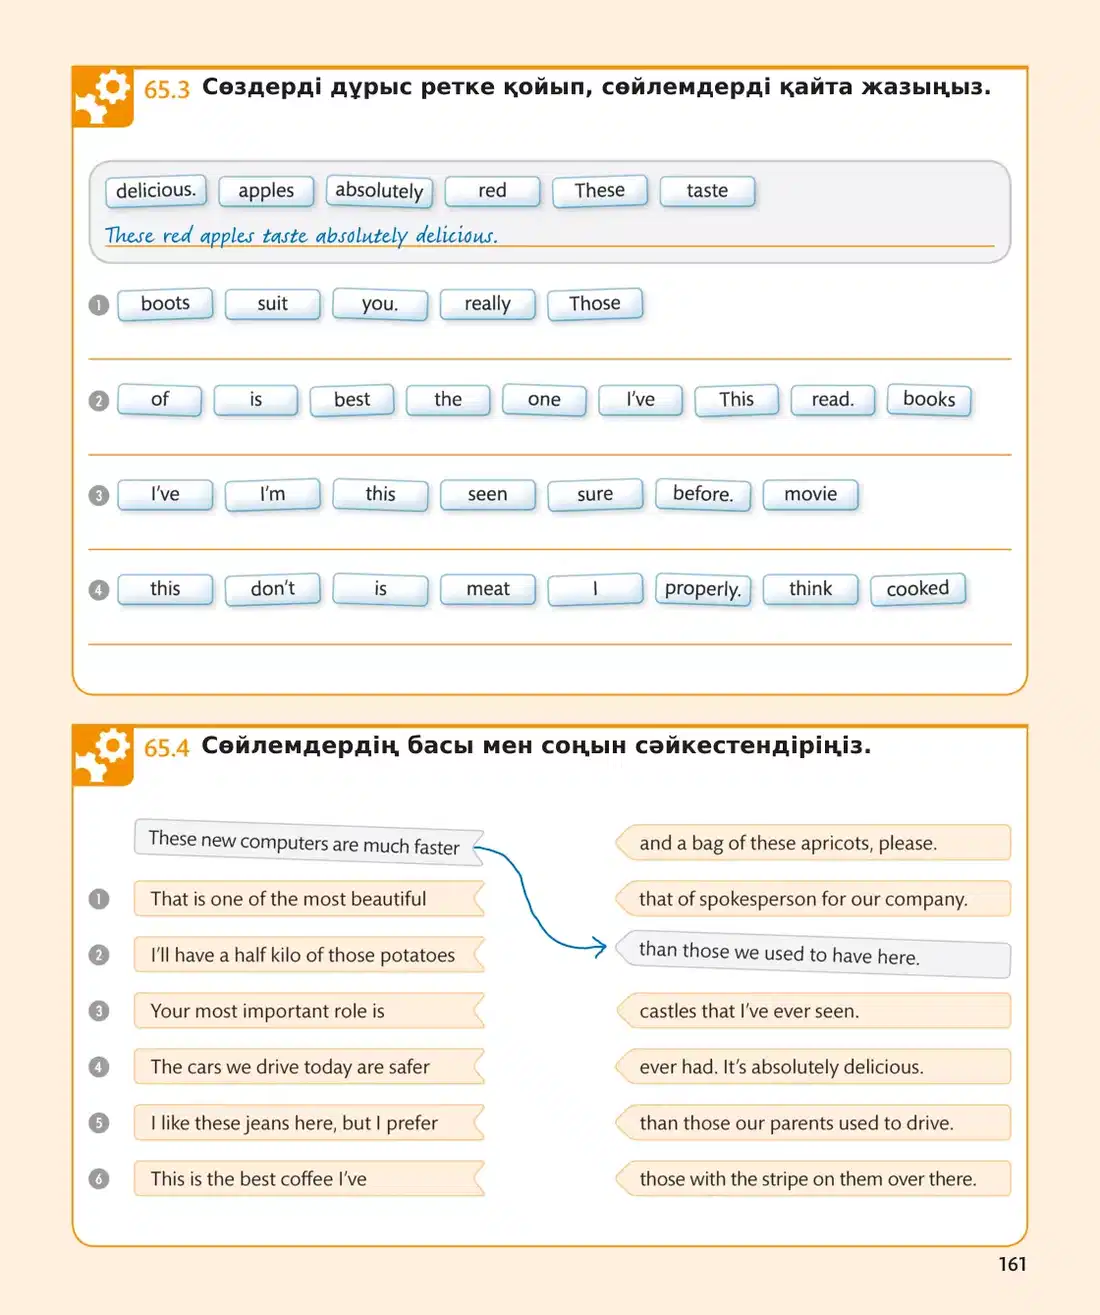 65.3 Сөздерді дұрыс ретке қойып, сөйлемдерді қайта жазыңыз.
delicious. apples absolutely red These taste
These red apples taste absolutely delicious.
1 boots suit you. really Those
2 of is best the one I've This read. books
3 I've I'm this seen sure before. movie
4 this don't is meat I properly. think cooked
65.4 Сөйлемдердің басы мен соңын сәйкестендіріңіз.
These new computers are much faster
and a bag of these apricots, please.
1 That is one of the most beautiful
that of spokesperson for our company.
2 I'll have a half kilo of those potatoes
than those we used to have here.
3 Your most important role is
castles that I've ever seen.
4 The cars we drive today are safer
ever had. It's absolutely delicious.
5 I like these jeans here, but I prefer
than those our parents used to drive.
6 This is the best coffee I've
those with the stripe on them over there.
161